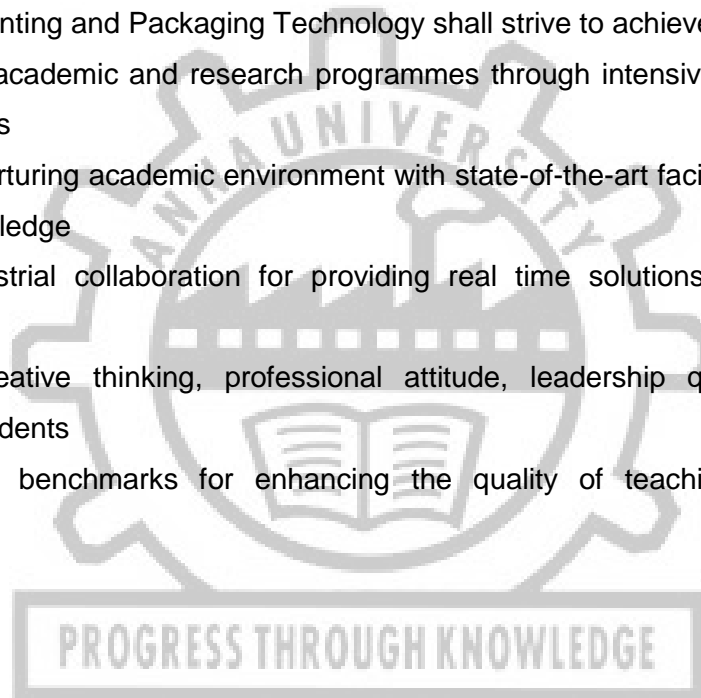 nting and Packaging Technology shall strive to achieve
academic and research programmes through intensiv
s
rturing academic environment with state-of-the-art faci
ledge
strial collaboration for providing real time solutions
eative thinking, professional attitude, leadership q
dents
benchmarks for enhancing the quality of teachi
ANNA UNIVERSITY
PROGRESS THROUGH KNOWLEDGE